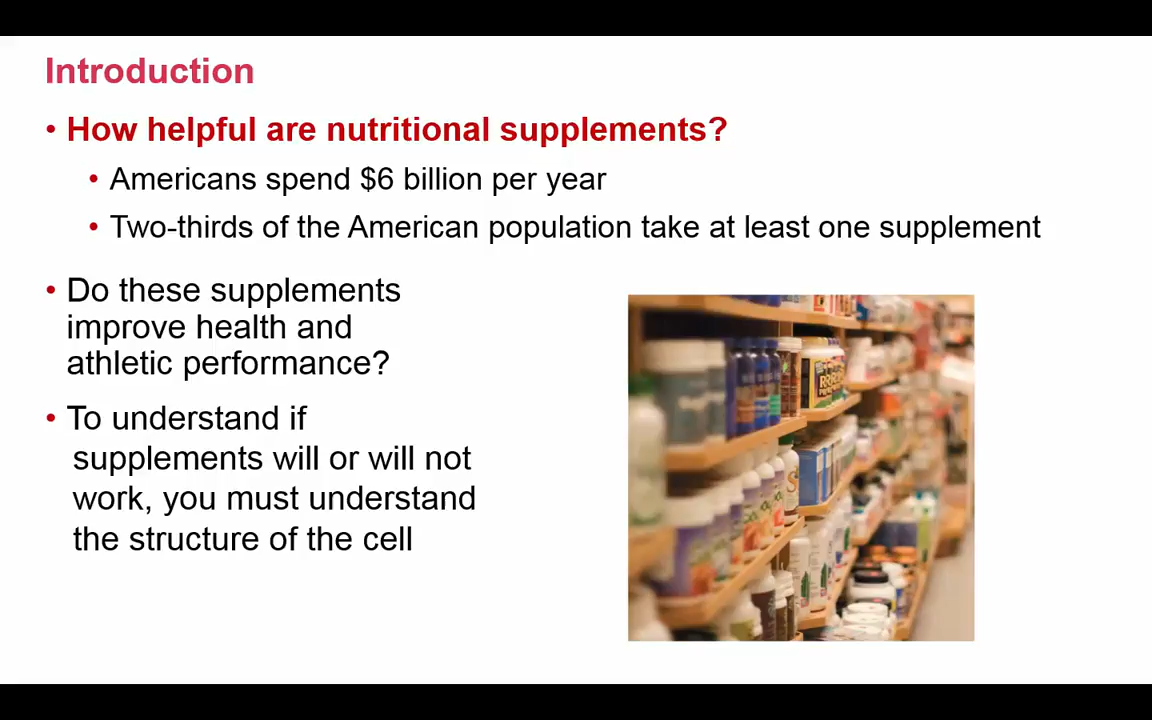 Introduction
• How helpful are nutritional supplements?
• Americans spend $6 billion per year
• Two-thirds of the American population take at least one supplement
• Do these supplements
improve health and
athletic performance?
• To understand if
supplements will or will not
work, you must understand
the structure of the cell